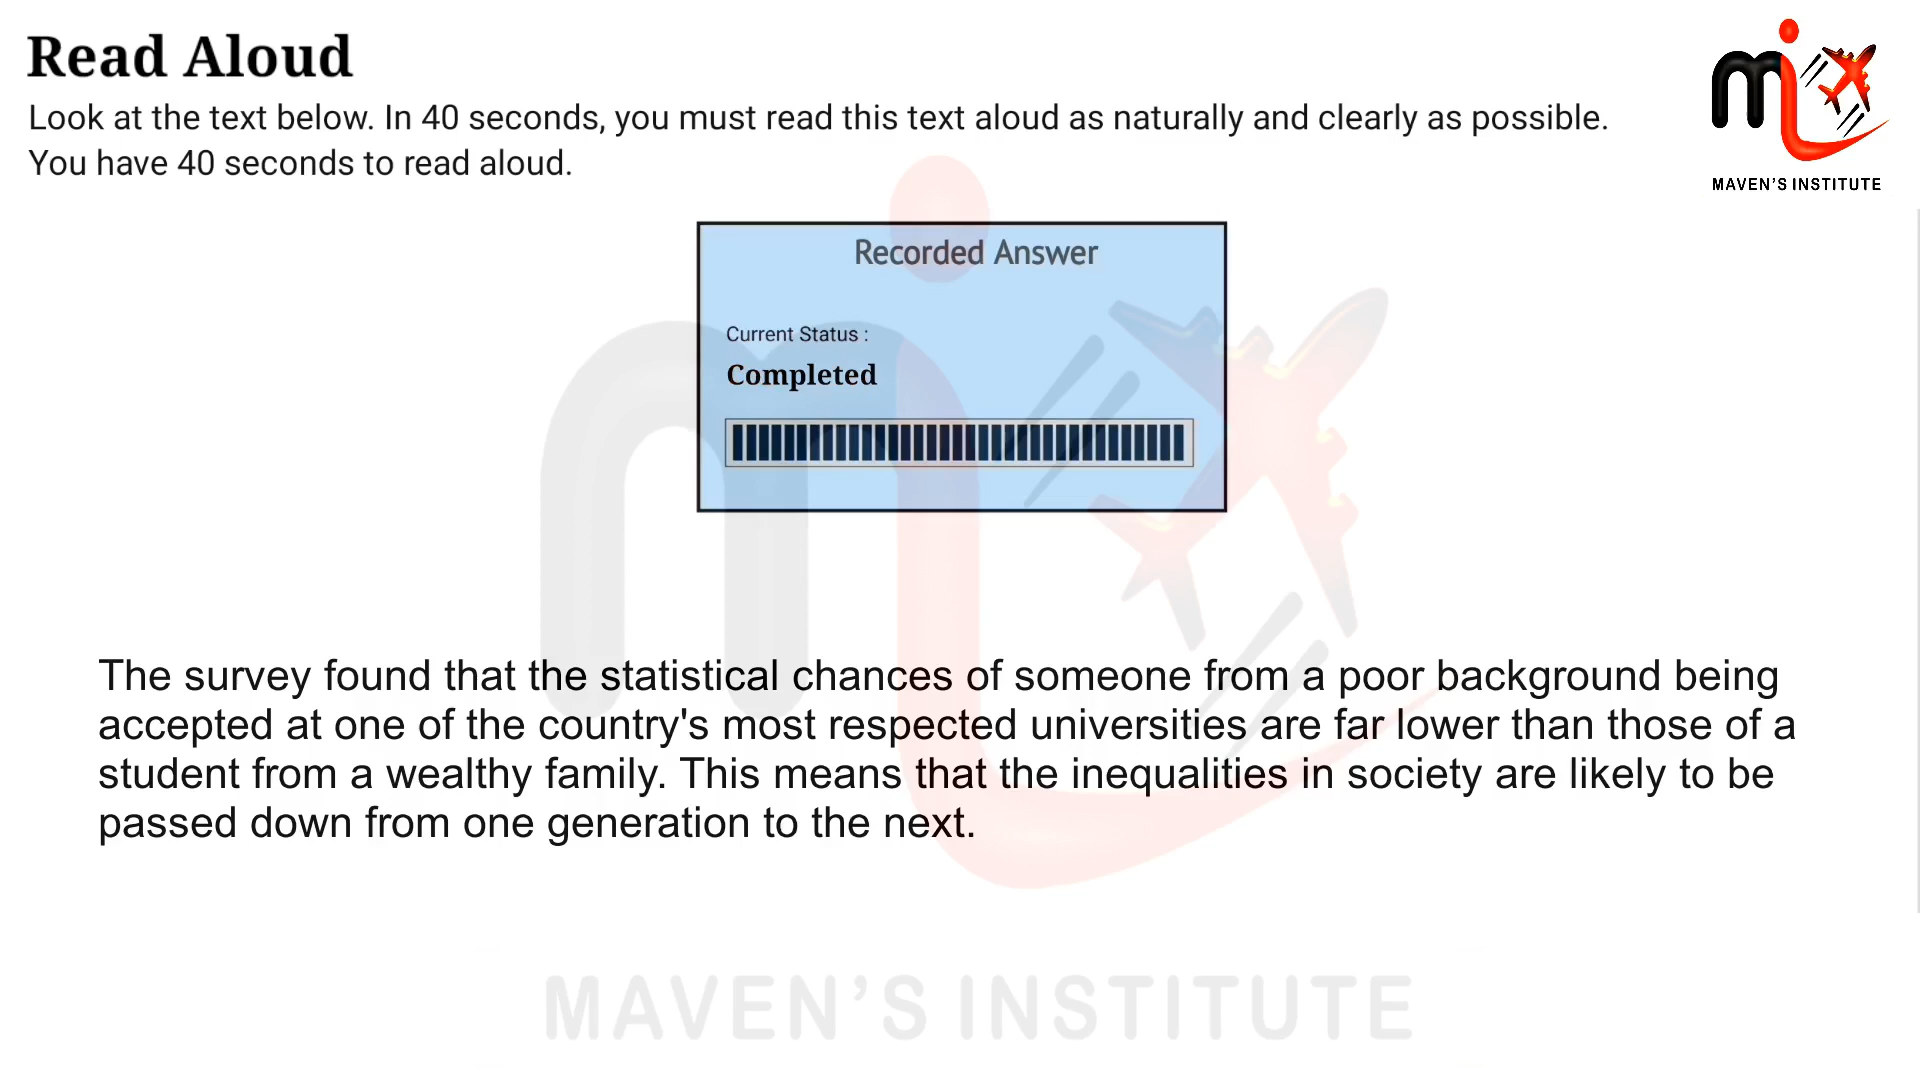 Read Aloud
Look at the text below. In 40 seconds, you must read this text aloud as naturally and clearly as possible.
You have 40 seconds to read aloud.
MAVEN'S INSTITUTE
Recorded Answer
Current Status :
Completed
The survey found that the statistical chances of someone from a poor background being
accepted at one of the country's most respected universities are far lower than those of a
student from a wealthy family. This means that the inequalities in society are likely to be
passed down from one generation to the next.
MAVEN'S INSTITUTE